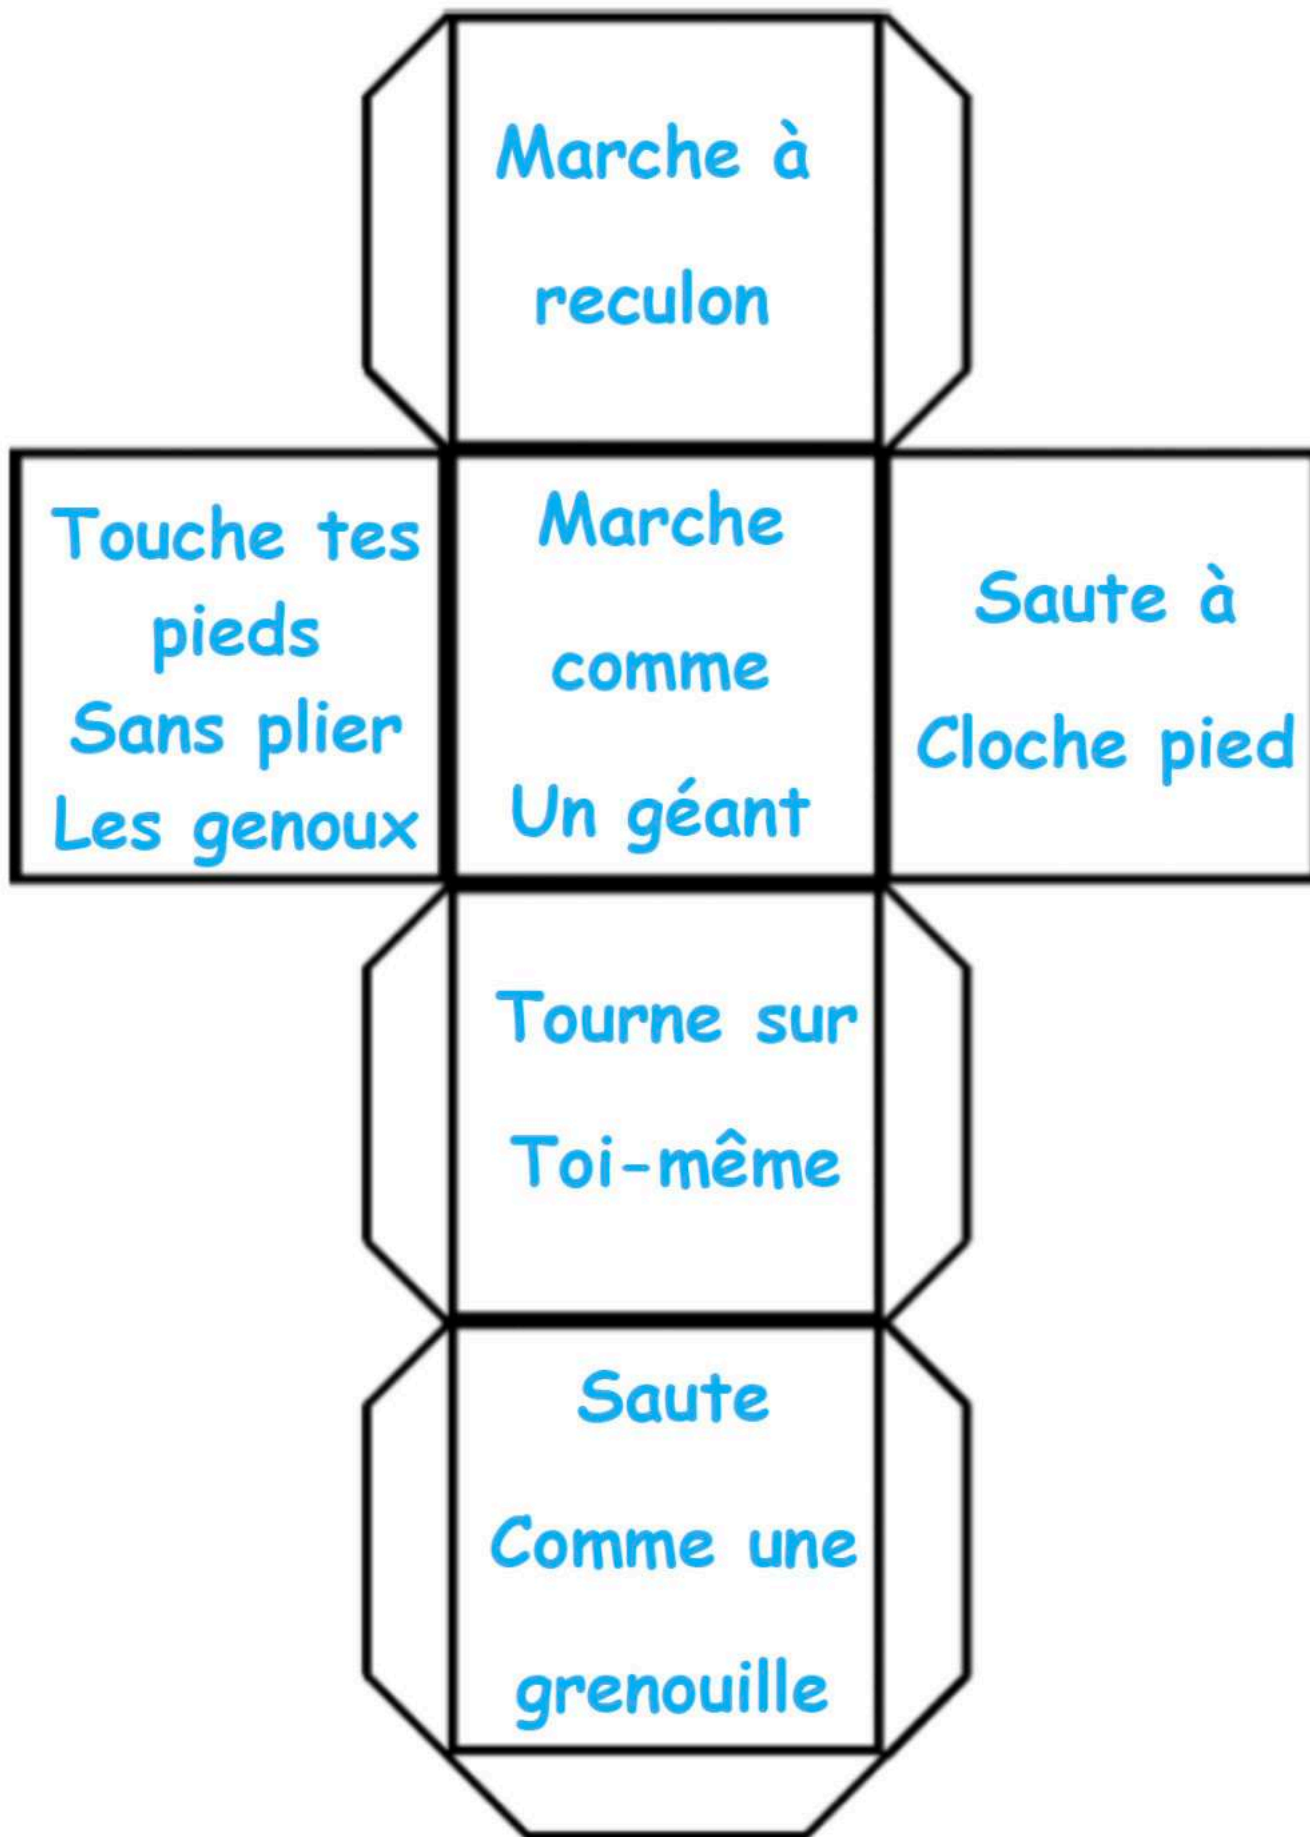 Marche à
reculon
Touche tes
pieds
Sans plier
Les genoux
Marche
comme
Un géant
Saute à
Cloche pied
Tourne sur
Toi-même
Saute
Comme une
grenouille